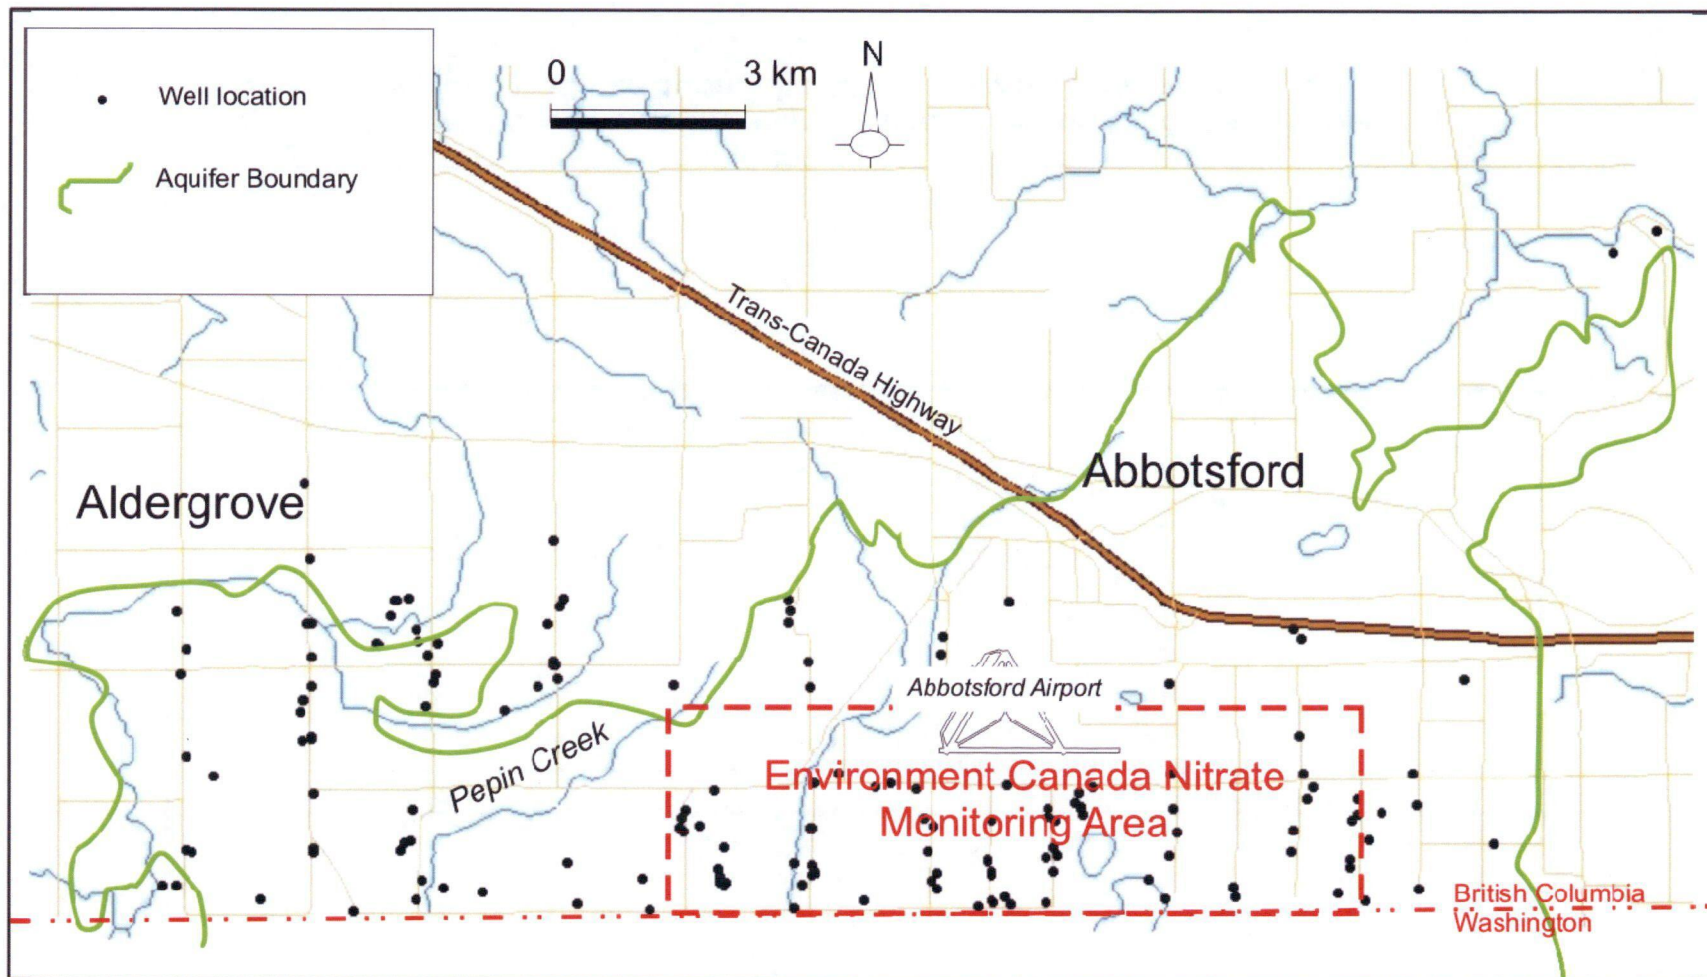 Well location
Aquifer Boundary
0 3 km
N
Trans-Canada Highway
Aldergrove
Abbotsford
Abbotsford Airport
Pepin Creek
Environment Canada Nitrate
Monitoring Area
British Columbia
Washington